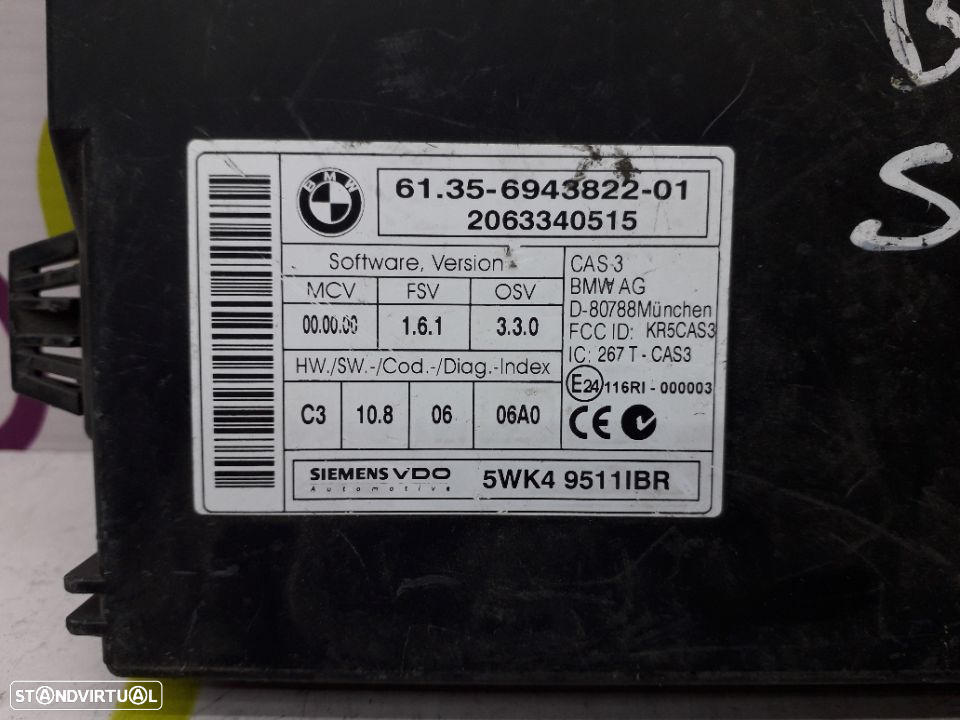 BMW
61.35-6943822-01
2063340515
Software, Version
MCV FSV OSV
00.00.00 1.6.1 3.3.0
HW./SW.-/Cod.-/Diag.-Index
C3 10.8 06 06A0
CAS-3
BMW AG
D-80788München
FCC ID: KR5CAS3
IC: 267 T - CAS3
E24 116RI - 000003
CE
SIEMENS VDO
Automotive
5WK4 9511IBR
B
S
STANDVIRTUAL